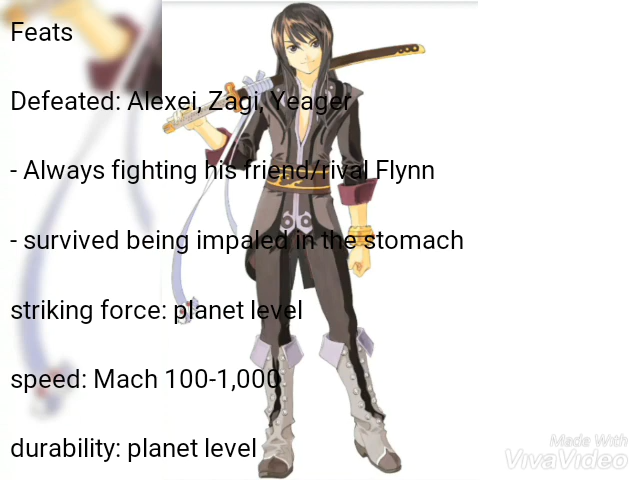 Feats
Defeated: Alexei, Zagi, Yeager
- Always fighting his friend/rival Flynn
- survived being impaled in the stomach
striking force: planet level
speed: Mach 100-1,000
durability: planet level
Made With
VivaVideo